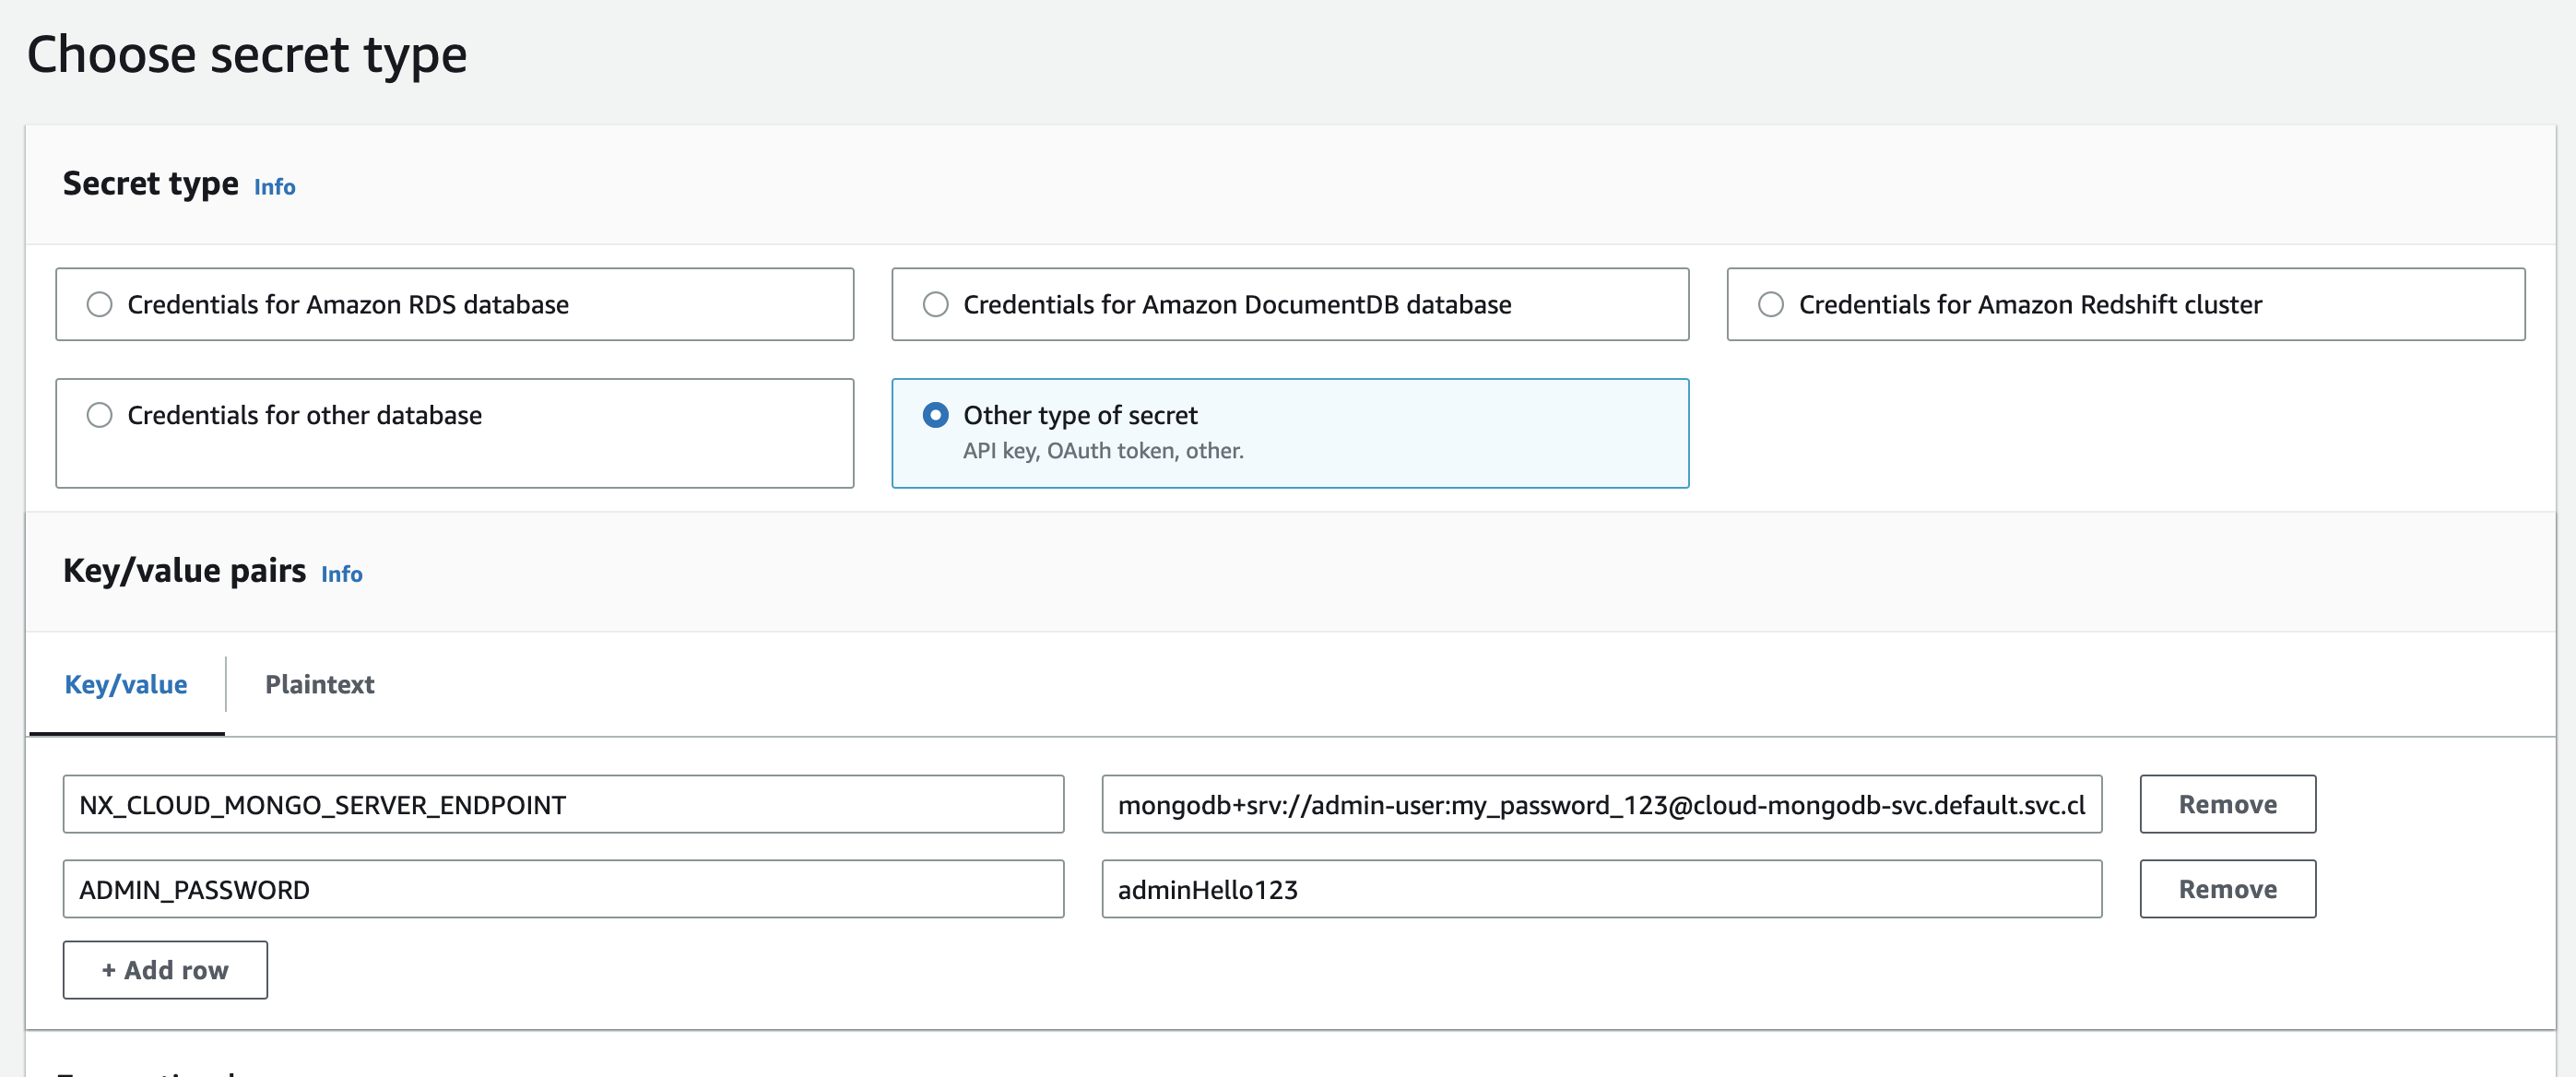 Choose secret type
Secret type Info
Credentials for Amazon RDS database
Credentials for Amazon DocumentDB database
Credentials for Amazon Redshift cluster
Credentials for other database
Other type of secret
API key, OAuth token, other.
Key/value pairs Info
Key/value
Plaintext
NX_CLOUD_MONGO_SERVER_ENDPOINT
mongodb+srv://admin-user:my_password_123@cloud-mongodb-svc.default.svc.cl
Remove
ADMIN_PASSWORD
adminHello123
Remove
+ Add row